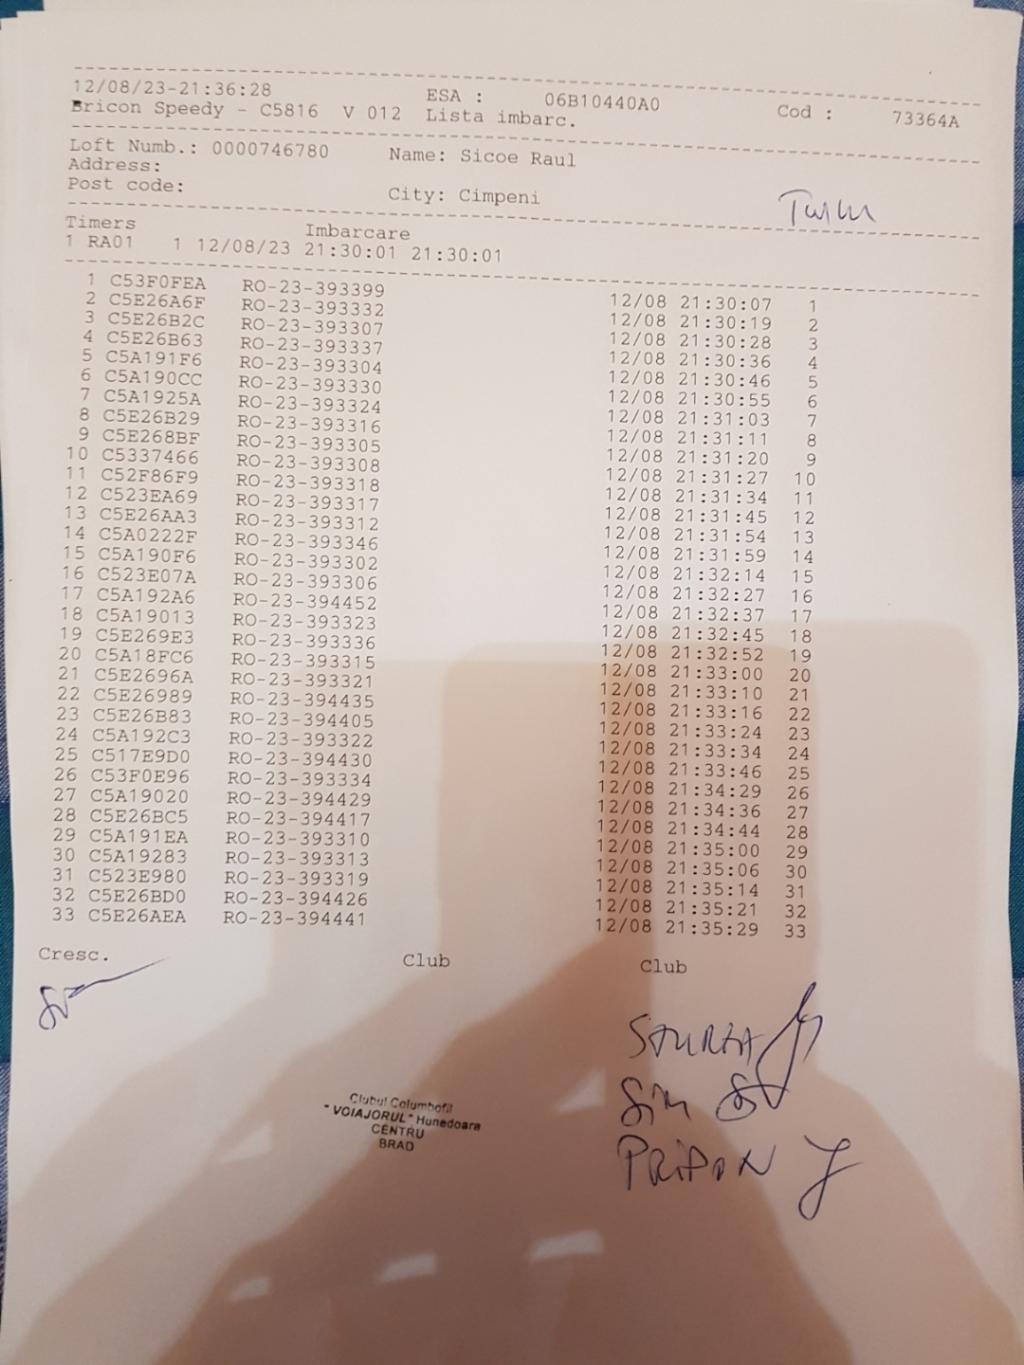 12/08/23-21:36:28 ESA : 06B10440A0 Cod : 73364A
Bricon Speedy - C5816 V 012 Lista imbarc.
Loft Numb.: 0000746780 Name: Sicoe Raul
Address:
Post code: City: Cimpeni
Timers Imbarcare
1 RA01 1 12/08/23 21:30:01 21:30:01
1 C53F0FEA RO-23-393399 12/08 21:30:07 1
2 C5E26A6F RO-23-393332 12/08 21:30:19 2
3 C5E26B2C RO-23-393307 12/08 21:30:28 3
4 C5E26B63 RO-23-393337 12/08 21:30:36 4
5 C5A191F6 RO-23-393304 12/08 21:30:46 5
6 C5A190CC RO-23-393330 12/08 21:30:55 6
7 C5A1925A RO-23-393324 12/08 21:31:03 7
8 C5E26B29 RO-23-393316 12/08 21:31:11 8
9 C5E268BF RO-23-393305 12/08 21:31:20 9
10 C5337466 RO-23-393308 12/08 21:31:27 10
11 C52F86F9 RO-23-393318 12/08 21:31:34 11
12 C523EA69 RO-23-393317 12/08 21:31:45 12
13 C5E26AA3 RO-23-393312 12/08 21:31:54 13
14 C5A0222F RO-23-393346 12/08 21:31:59 14
15 C5A190F6 RO-23-393302 12/08 21:32:14 15
16 C523E07A RO-23-393306 12/08 21:32:27 16
17 C5A192A6 RO-23-394452 12/08 21:32:37 17
18 C5A19013 RO-23-393323 12/08 21:32:45 18
19 C5E269E3 RO-23-393336 12/08 21:32:52 19
20 C5A18FC6 RO-23-393315 12/08 21:33:00 20
21 C5E2696A RO-23-393321 12/08 21:33:10 21
22 C5E26989 RO-23-394435 12/08 21:33:16 22
23 C5E26B83 RO-23-394405 12/08 21:33:24 23
24 C5A192C3 RO-23-393322 12/08 21:33:34 24
25 C517E9D0 RO-23-394430 12/08 21:33:46 25
26 C53F0E96 RO-23-393334 12/08 21:34:29 26
27 C5A19020 RO-23-394429 12/08 21:34:36 27
28 C5E26BC5 RO-23-394417 12/08 21:34:44 28
29 C5A191EA RO-23-393310 12/08 21:35:00 29
30 C5A19283 RO-23-393313 12/08 21:35:06 30
31 C523E980 RO-23-393319 12/08 21:35:14 31
32 C5E26BD0 RO-23-394426 12/08 21:35:21 32
33 C5E26AEA RO-23-394441 12/08 21:35:29 33
Cresc. Club Club
Clubul Columbofil
"VOIAJORUL" Hunedoara
CENTRU
BRAD